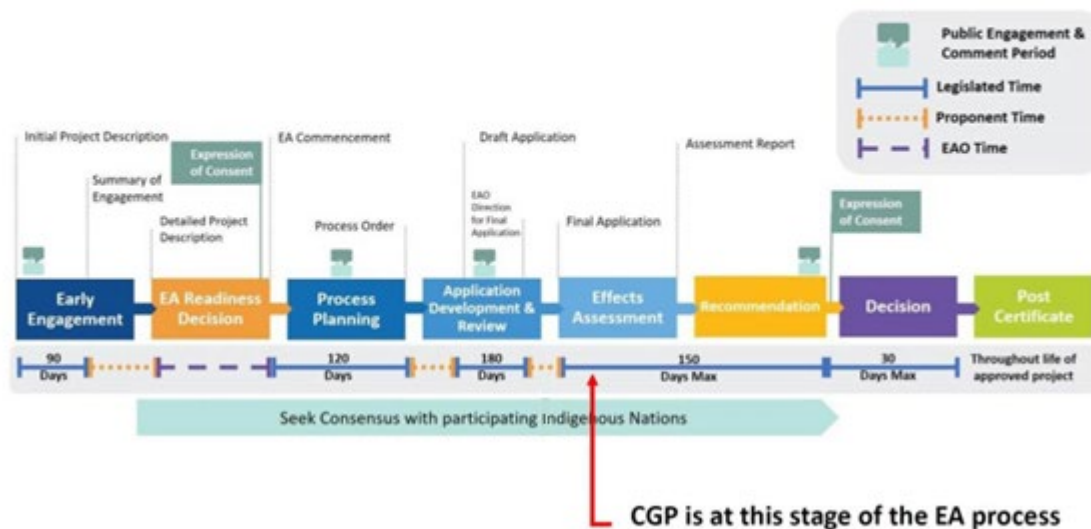 Public Engagement &
Comment Period
Legislated Time
Proponent Time
EAO Time
Initial Project Description
EA Commencement
Draft Application
Assessment Report
Expression
of Consent
Summary of
Engagement
EAO
Direction
for Final
Application
Expression
of Consent
Detailed Project
Description
Process Order
Final Application
Early
Engagement
EA Readiness
Decision
Process
Planning
Application
Development &
Review
Effects
Assessment
Recommendation
Decision
Post
Certificate
90
Days
120
Days
180
Days
150
Days Max
30
Days Max
Throughout life of
approved project
Seek Consensus with participating Indigenous Nations
CGP is at this stage of the EA process